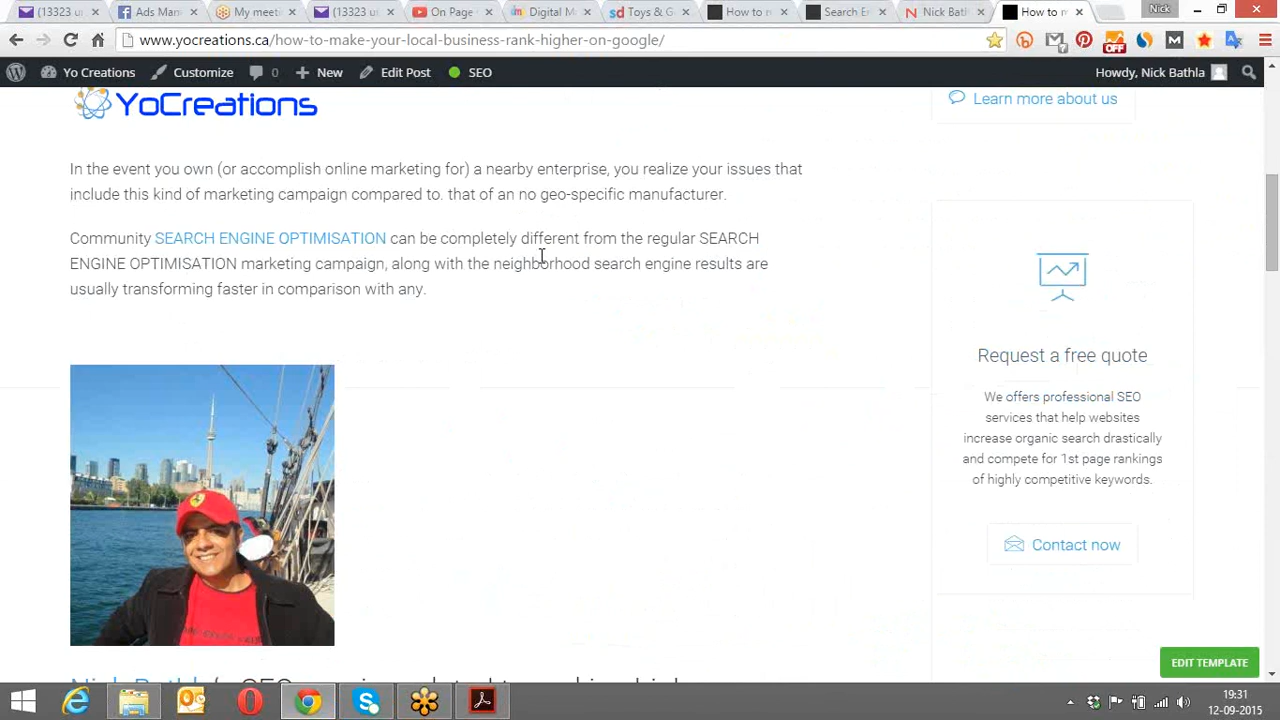 (13323 un
Ads Man
My meet
(13323 un
On Page
Digital M
Toys & G
How to r
Search E
Nick Bath
How to r
Nick
www.yocreations.ca/how-to-make-your-local-business-rank-higher-on-google/
OFF
Yo Creations
Customize
0
New
Edit Post
SEO
Howdy, Nick Bathla
YoCreations
Learn more about us
In the event you own (or accomplish online marketing for) a nearby enterprise, you realize your issues that
include this kind of marketing campaign compared to. that of an no geo-specific manufacturer.
Community SEARCH ENGINE OPTIMISATION can be completely different from the regular SEARCH
ENGINE OPTIMISATION marketing campaign, along with the neighborhood search engine results are
usually transforming faster in comparison with any.
Request a free quote
We offers professional SEO
services that help websites
increase organic search drastically
and compete for 1st page rankings
of highly competitive keywords.
Contact now
EDIT TEMPLATE
19:31
12-09-2015